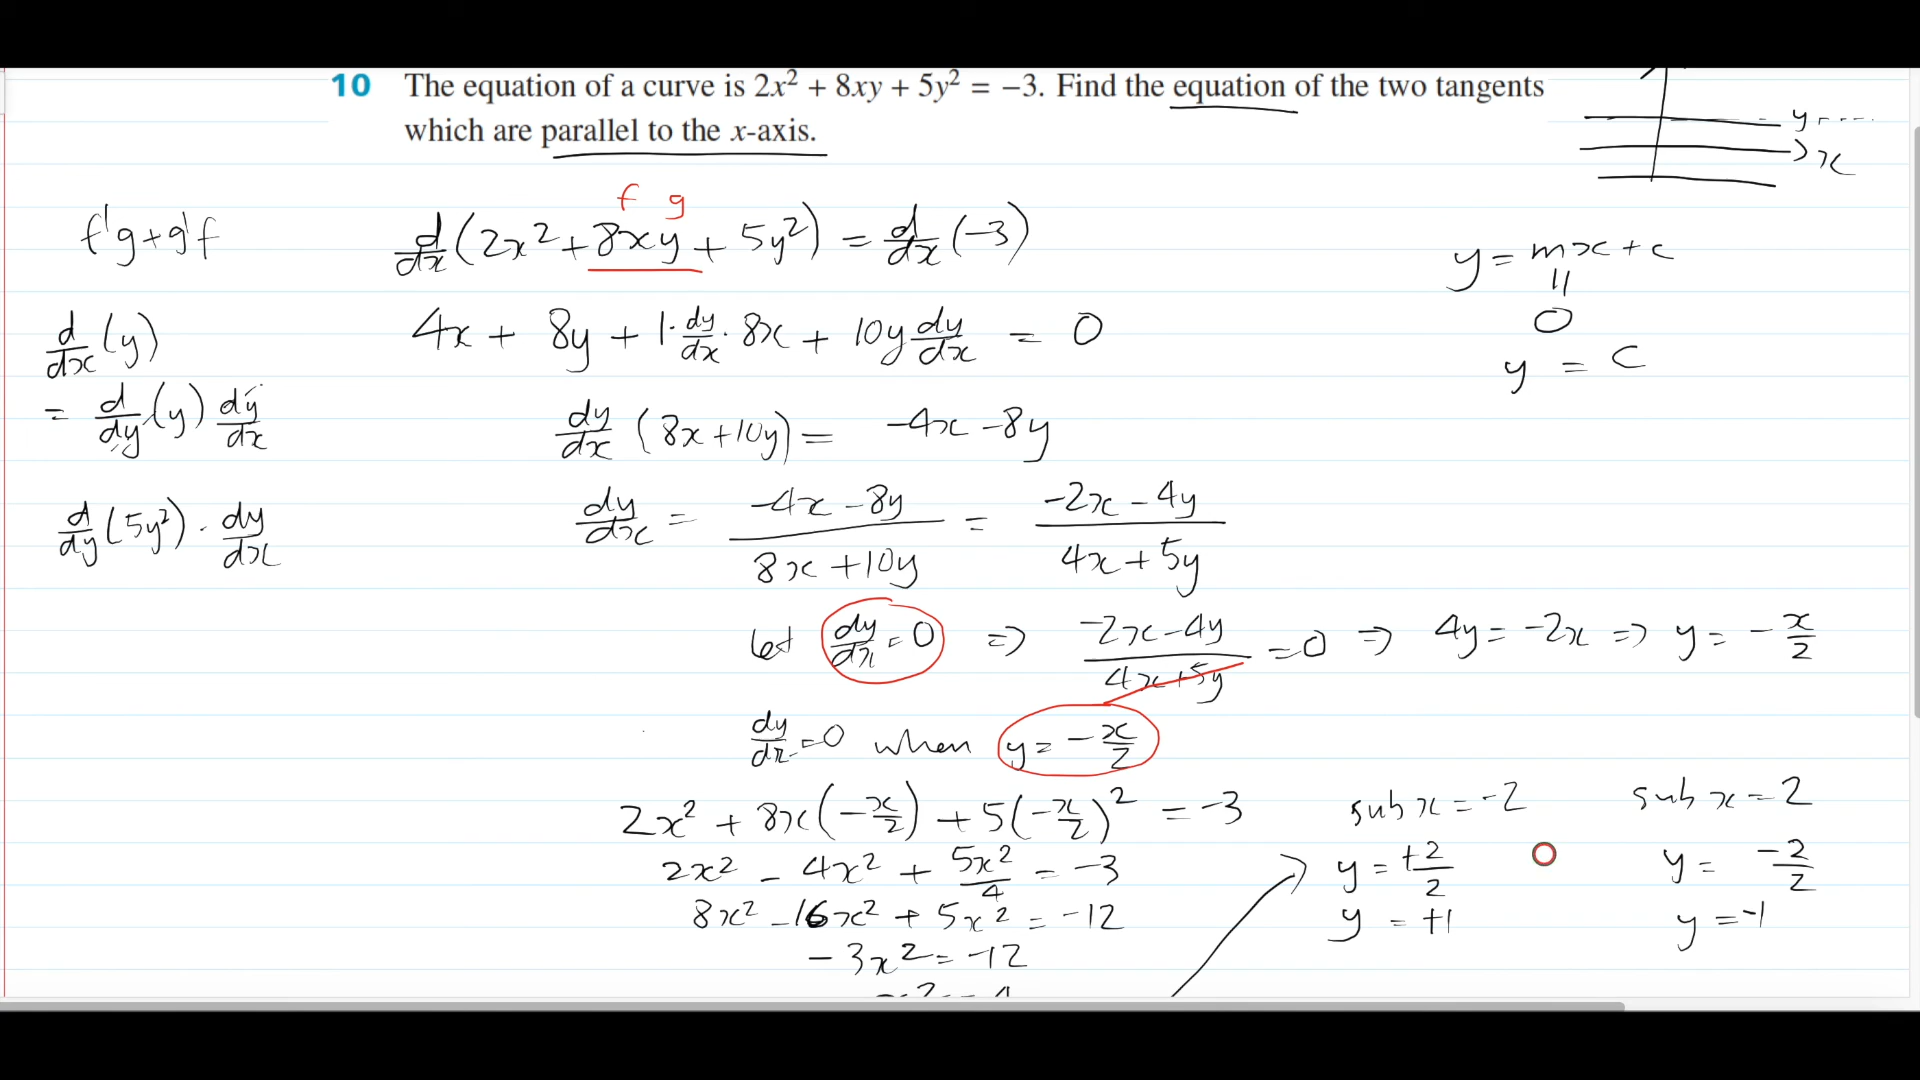 10 The equation of a curve is 2x² + 8xy + 5y² = −3. Find the equation of the two tangents
which are parallel to the x-axis.
y = ...
x
f'g + g'f
f g
d/dx (2x² + 8xy + 5y²) = d/dx (−3)
y = mx + c
||
0
y = c
4x + 8y + 1· dy/dx · 8x + 10y dy/dx = 0
d/dx (y)
= d/dy (y) dy/dx
dy/dx (8x + 10y) = −4x − 8y
d/dy (5y²) · dy/dx
dy/dx = (−4x − 8y)/(8x + 10y) = (−2x − 4y)/(4x + 5y)
let dy/dx = 0 ⇒ (−2x − 4y)/(4x + 5y) = 0 ⇒ 4y = −2x ⇒ y = −x/2
dy/dx = 0 when y = −x/2
2x² + 8x(−x/2) + 5(−x/2)² = −3
2x² − 4x² + 5x²/4 = −3
8x² − 16x² + 5x² = −12
− 3x² = −12
sub x = −2
y = +2/2
y = +1
sub x = 2
y = −2/2
y = −1